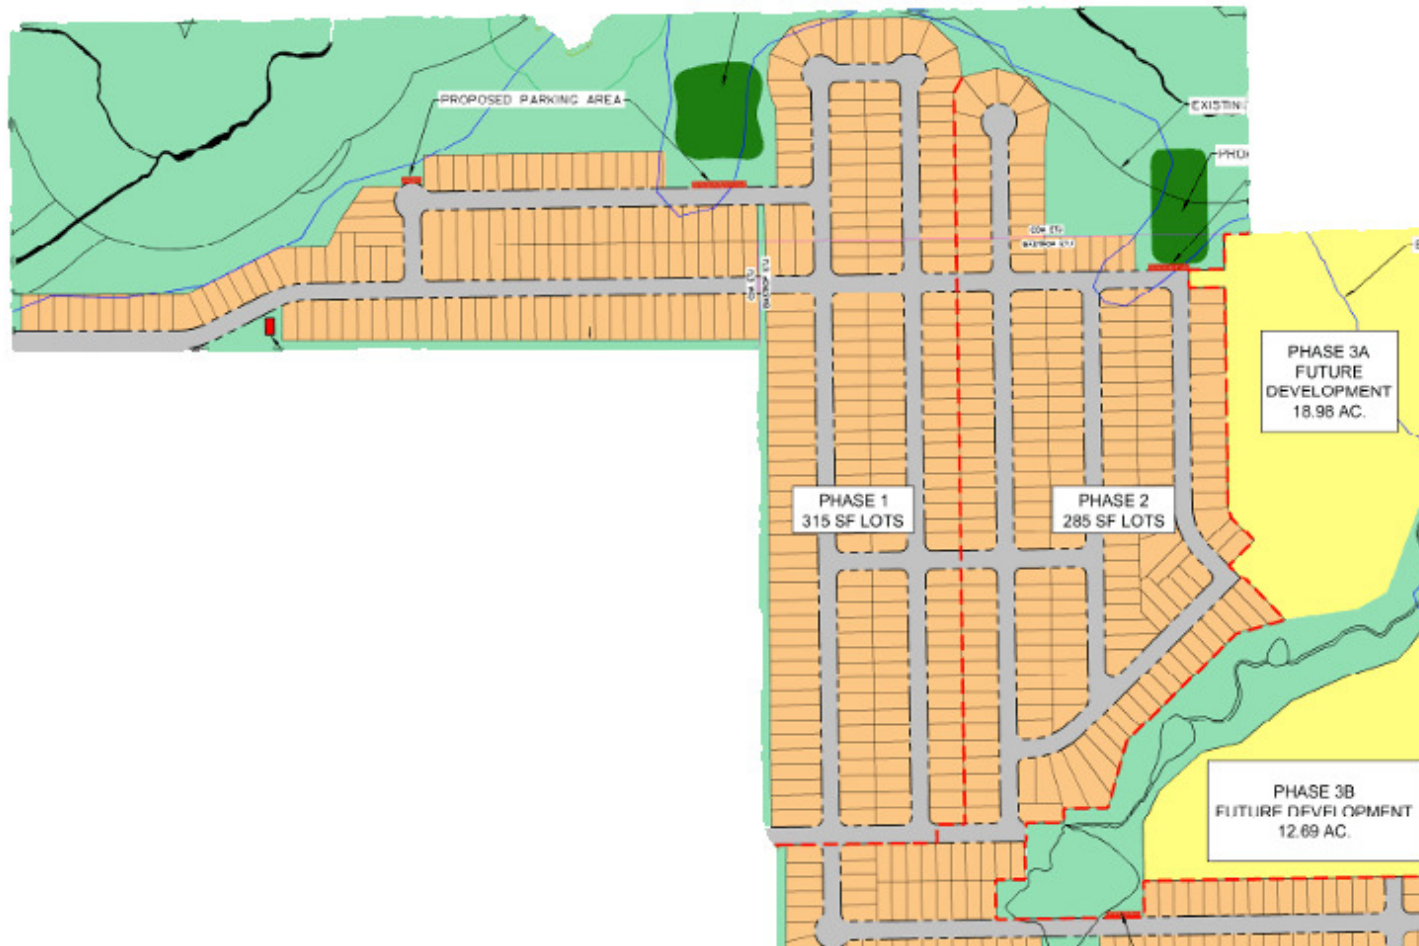 PROPOSED PARKING AREA
EXISTIN
PRO
PHASE 3A
FUTURE
DEVELOPMENT
18.98 AC.
PHASE 1
315 SF LOTS
PHASE 2
285 SF LOTS
PHASE 3B
FUTURE DEVELOPMENT
12.69 AC.